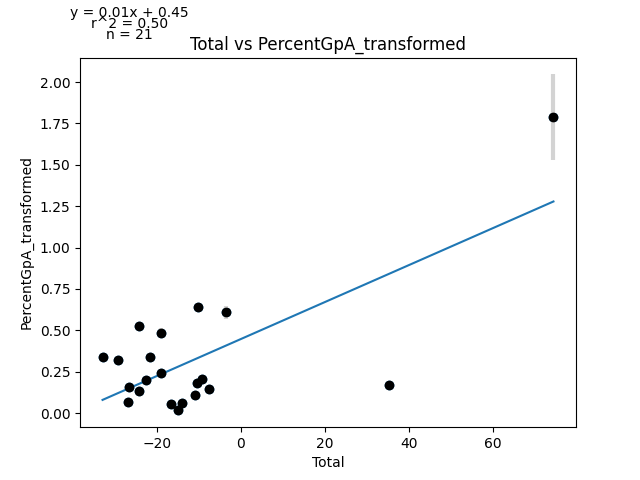 y = 0.01x + 0.45
r^2 = 0.50
n = 21
Total vs PercentGpA_transformed
PercentGpA_transformed
2.00
1.75
1.50
1.25
1.00
0.75
0.50
0.25
0.00
−20
0
20
40
60
Total